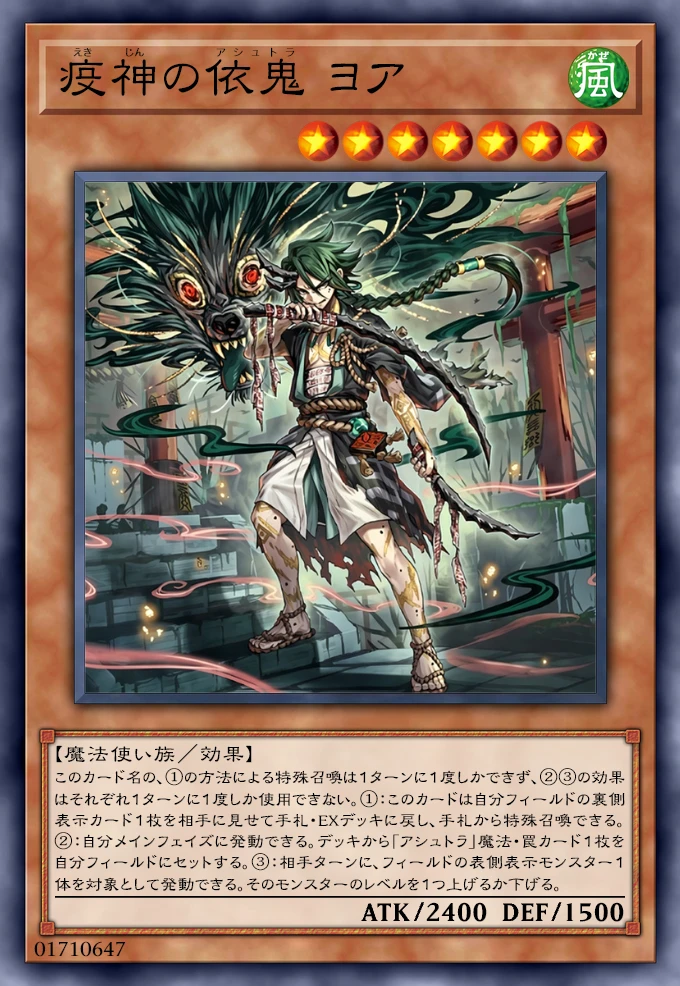 えき じん アシュトラ
疫神の依鬼 ヨア
かぜ
風
【魔法使い族／効果】
このカード名の、①の方法による特殊召喚は1ターンに1度しかできず、②③の効果
はそれぞれ1ターンに1度しか使用できない。①：このカードは自分フィールドの裏側
表示カード1枚を相手に見せて手札・EXデッキに戻し、手札から特殊召喚できる。
②：自分メインフェイズに発動できる。デッキから「アシュトラ」魔法・罠カード1枚を
自分フィールドにセットする。③：相手ターンに、フィールドの表側表示モンスター1
体を対象として発動できる。そのモンスターのレベルを1つ上げるか下げる。
ATK/2400 DEF/1500
01710647